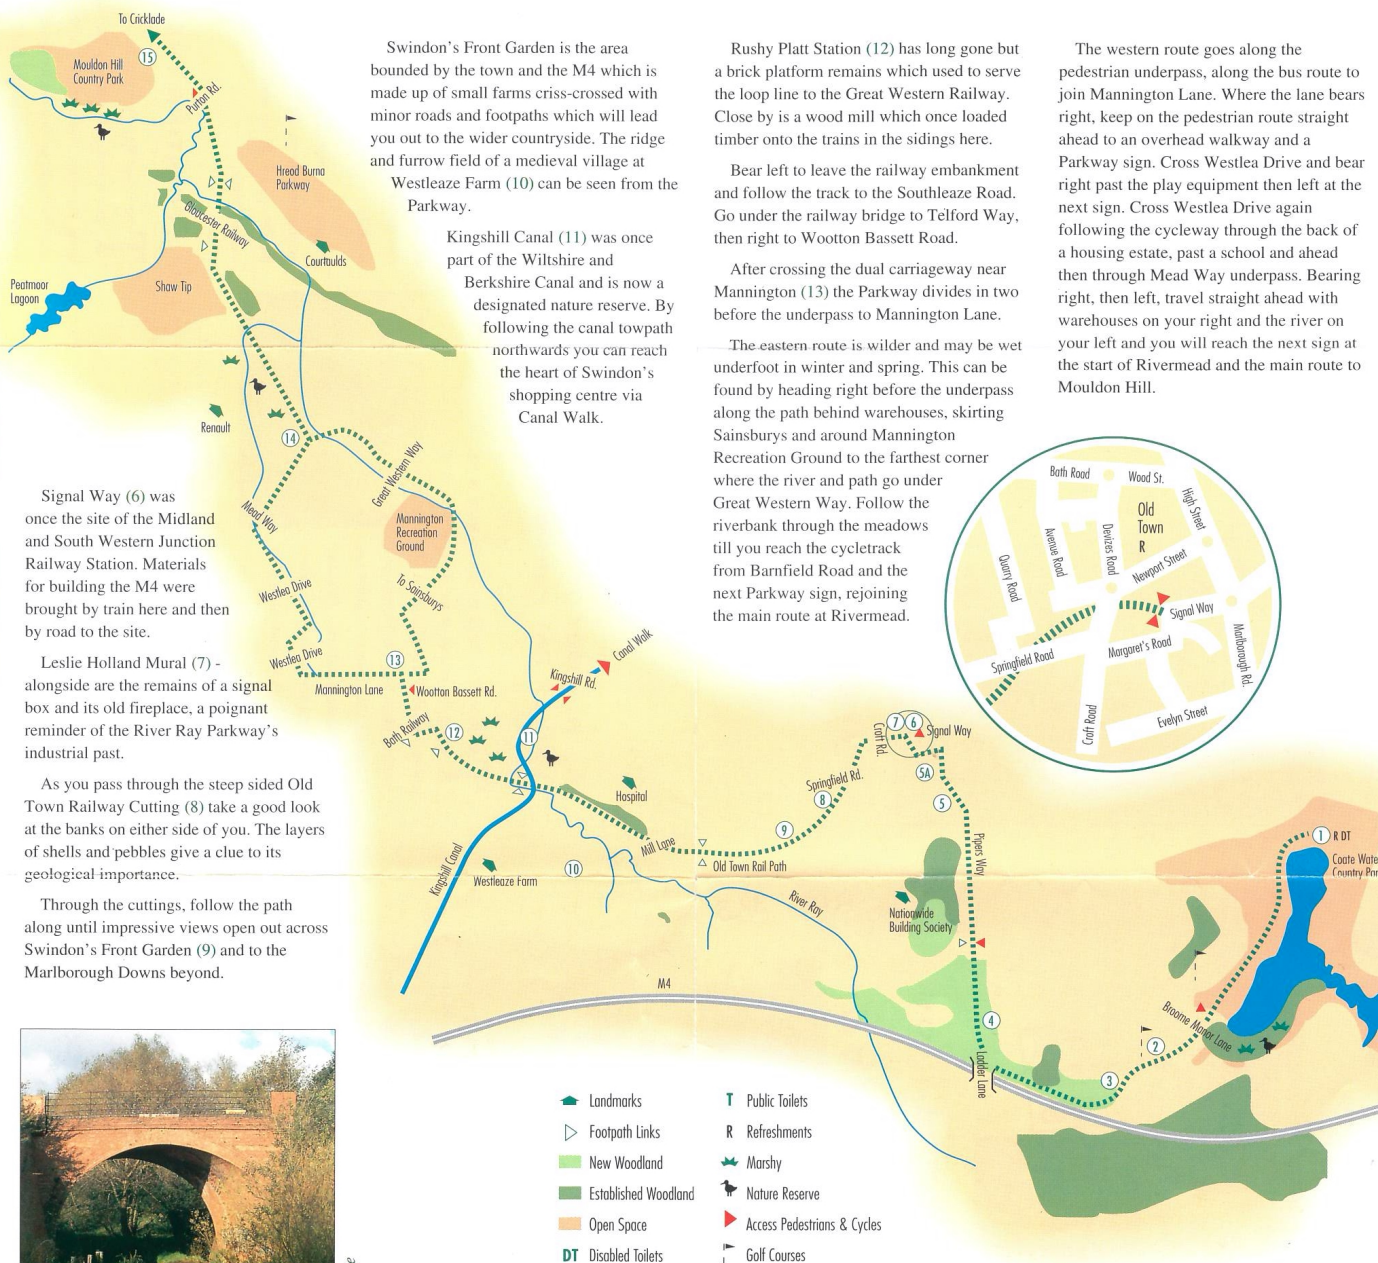 Swindon's Front Garden is the area
bounded by the town and the M4 which is
made up of small farms criss-crossed with
minor roads and footpaths which will lead
you out to the wider countryside. The ridge
and furrow field of a medieval village at
Westleaze Farm (10) can be seen from the
Parkway.
Kingshill Canal (11) was once
part of the Wiltshire and
Berkshire Canal and is now a
designated nature reserve. By
following the canal towpath
northwards you can reach
the heart of Swindon's
shopping centre via
Canal Walk.
Rushy Platt Station (12) has long gone but
a brick platform remains which used to serve
the loop line to the Great Western Railway.
Close by is a wood mill which once loaded
timber onto the trains in the sidings here.
Bear left to leave the railway embankment
and follow the track to the Southleaze Road.
Go under the railway bridge to Telford Way,
then right to Wootton Bassett Road.
After crossing the dual carriageway near
Mannington (13) the Parkway divides in two
before the underpass to Mannington Lane.
The eastern route is wilder and may be wet
underfoot in winter and spring. This can be
found by heading right before the underpass
along the path behind warehouses, skirting
Sainsburys and around Mannington
Recreation Ground to the farthest corner
where the river and path go under
Great Western Way. Follow the
riverbank through the meadows
till you reach the cycletrack
from Barnfield Road and the
next Parkway sign, rejoining
the main route at Rivermead.
The western route goes along the
pedestrian underpass, along the bus route to
join Mannington Lane. Where the lane bears
right, keep on the pedestrian route straight
ahead to an overhead walkway and a
Parkway sign. Cross Westlea Drive and bear
right past the play equipment then left at the
next sign. Cross Westlea Drive again
following the cycleway through the back of
a housing estate, past a school and ahead
then through Mead Way underpass. Bearing
right, then left, travel straight ahead with
warehouses on your right and the river on
your left and you will reach the next sign at
the start of Rivermead and the main route to
Mouldon Hill.
Signal Way (6) was
once the site of the Midland
and South Western Junction
Railway Station. Materials
for building the M4 were
brought by train here and then
by road to the site.
Leslie Holland Mural (7) -
alongside are the remains of a signal
box and its old fireplace, a poignant
reminder of the River Ray Parkway's
industrial past.
As you pass through the steep sided Old
Town Railway Cutting (8) take a good look
at the banks on either side of you. The layers
of shells and pebbles give a clue to its
geological importance.
Through the cuttings, follow the path
along until impressive views open out across
Swindon's Front Garden (9) and to the
Marlborough Downs beyond.
To Cricklade
15
Mouldon Hill
Country Park
Purton Rd.
Hreod Burna
Parkway
Gloucester Railway
Courtaulds
Peatmoor
Lagoon
Shaw Tip
Renault
14
Great Western Way
Mannington
Recreation
Ground
Mead Way
To Sainsburys
Westlea Drive
Westlea Drive
13
Mannington Lane
Wootton Bassett Rd.
Bath Railway
12
Kingshill Rd.
Canal Walk
11
Hospital
Mill Lane
Kingshill Canal
Westleaze Farm
10
Old Town Rail Path
9
8
Springfield Rd.
Croft Rd.
7
6
Signal Way
5A
5
Pipers Way
River Ray
Nationwide
Building Society
M4
4
Ladder Lane
3
2
Broome Manor Lane
1
R DT
Coate Wate
Country Par
Bath Road
Wood St.
High Street
Old
Town
R
Quarry Road
Avenue Road
Devizes Road
Newport Street
Signal Way
Springfield Road
Margaret's Road
Marlborough Rd.
Croft Road
Evelyn Street
Landmarks
Footpath Links
New Woodland
Established Woodland
Open Space
DT Disabled Toilets
T Public Toilets
R Refreshments
Marshy
Nature Reserve
Access Pedestrians & Cycles
Golf Courses